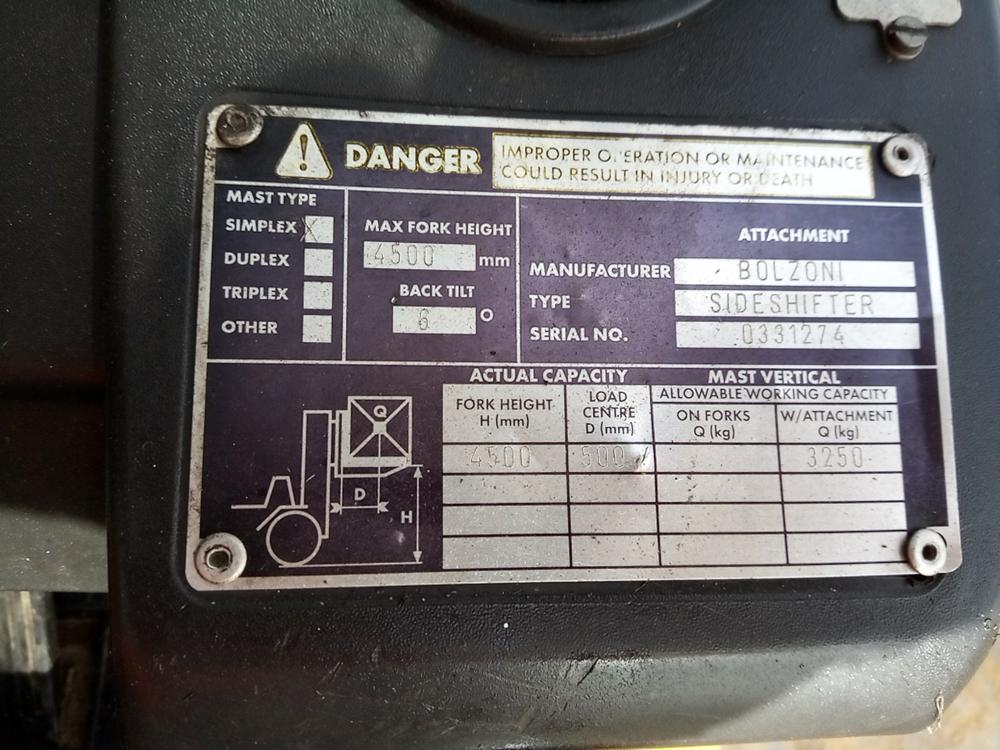 DANGER
IMPROPER OPERATION OR MAINTENANCE
COULD RESULT IN INJURY OR DEATH
MAST TYPE
SIMPLEX X
DUPLEX
TRIPLEX
OTHER
MAX FORK HEIGHT
4500 mm
BACK TILT
6 O
ATTACHMENT
MANUFACTURER BOLZONI
TYPE SIDESHIFTER
SERIAL NO. 0331274
ACTUAL CAPACITY MAST VERTICAL
FORK HEIGHT
H (mm)
LOAD
CENTRE
D (mm)
ALLOWABLE WORKING CAPACITY
ON FORKS
Q (kg)
W/ATTACHMENT
Q (kg)
4500 500 3250
Q
D
H